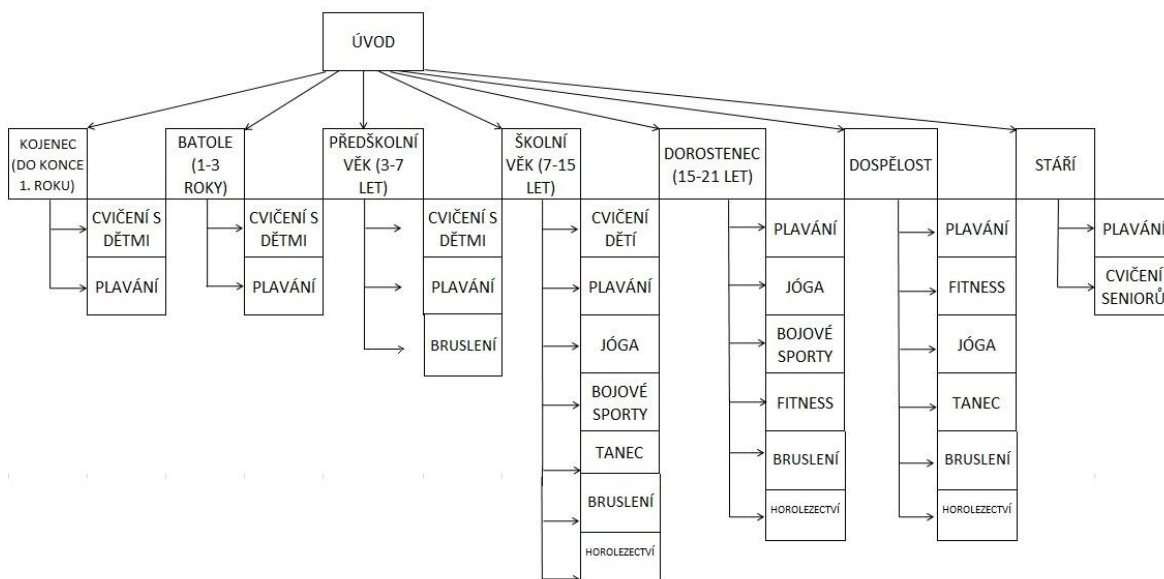 ÚVOD
KOJENEC
(DO KONCE
1. ROKU)
BATOLE
(1-3
ROKY)
PŘEDŠKOLNÍ
VĚK (3-7
LET)
ŠKOLNÍ
VĚK (7-15
LET)
DOROSTENEC
(15-21 LET)
DOSPĚLOST
STÁŘÍ
CVIČENÍ S
DĚTMI
PLAVÁNÍ
CVIČENÍ S
DĚTMI
PLAVÁNÍ
CVIČENÍ S
DĚTMI
PLAVÁNÍ
BRUSLENÍ
CVIČENÍ
DĚTÍ
PLAVÁNÍ
JÓGA
BOJOVÉ
SPORTY
TANEC
BRUSLENÍ
HOROLEZECTVÍ
PLAVÁNÍ
JÓGA
BOJOVÉ
SPORTY
FITNESS
BRUSLENÍ
HOROLEZECTVÍ
PLAVÁNÍ
FITNESS
JÓGA
TANEC
BRUSLENÍ
HOROLEZECTVÍ
PLAVÁNÍ
CVIČENÍ
SENIORŮ